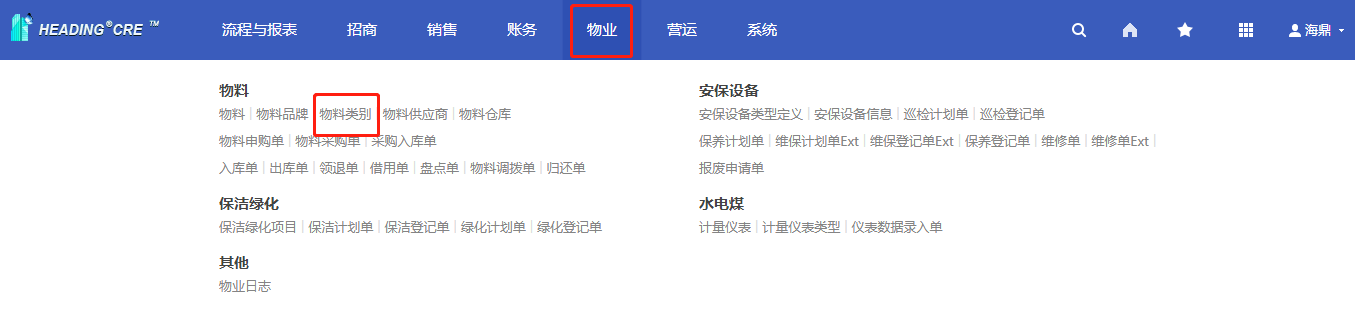 HEADING®CRE ™ 流程与报表 招商 销售 账务 物业 营运 系统 海鼎
物料
物料 | 物料品牌 | 物料类别 | 物料供应商 | 物料仓库
物料申购单 | 物料采购单 | 采购入库单
入库单 | 出库单 | 领退单 | 借用单 | 盘点单 | 物料调拨单 | 归还单
保洁绿化
保洁绿化项目 | 保洁计划单 | 保洁登记单 | 绿化计划单 | 绿化登记单
其他
物业日志
安保设备
安保设备类型定义 | 安保设备信息 | 巡检计划单 | 巡检登记单
保养计划单 | 维保计划单Ext | 维保登记单Ext | 保养登记单 | 维修单 | 维修单Ext |
报废申请单
水电煤
计量仪表 | 计量仪表类型 | 仪表数据录入单